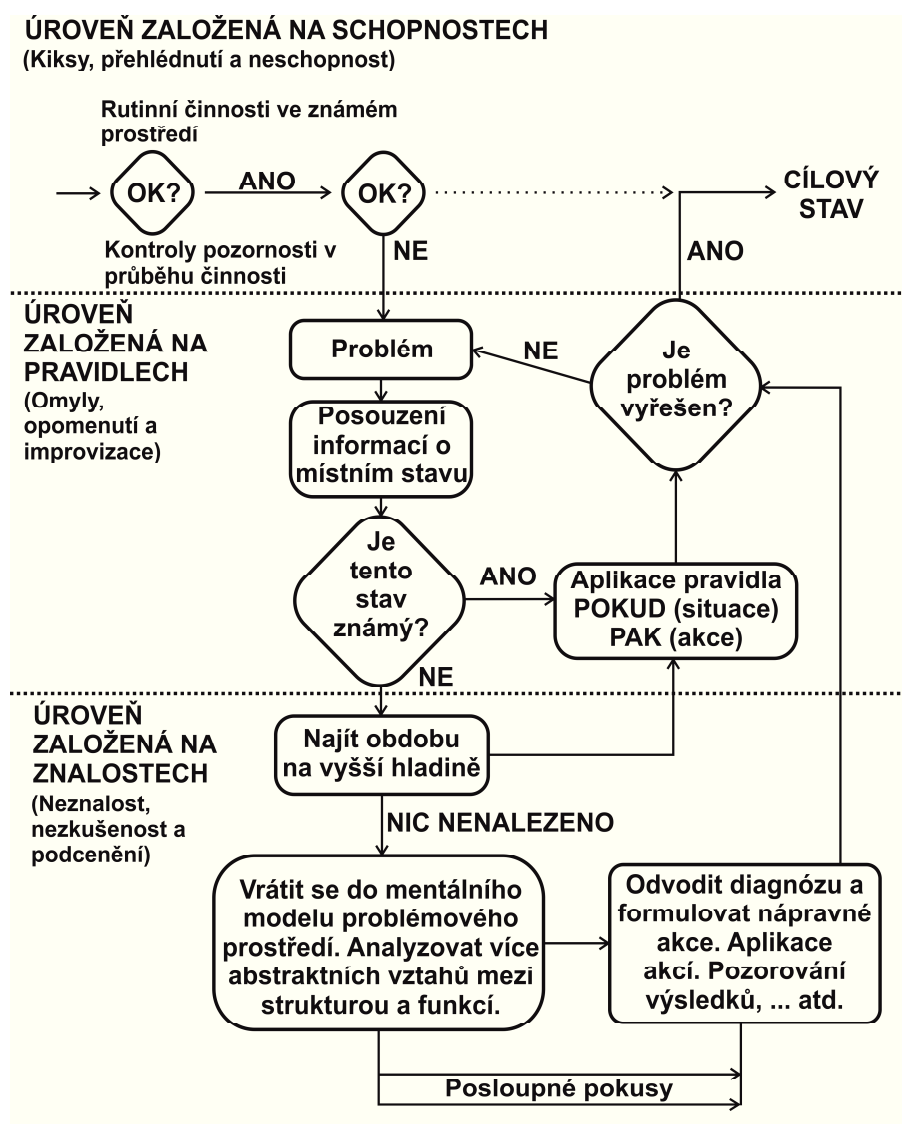 ÚROVEŇ ZALOŽENÁ NA SCHOPNOSTECH
(Kiksy, přehlédnutí a neschopnost)
Rutinní činnosti ve známém
prostředí
OK?
ANO
OK?
CÍLOVÝ
STAV
Kontroly pozornosti v
průběhu činnosti
NE
ANO
ÚROVEŇ
ZALOŽENÁ NA
PRAVIDLECH
(Omyly,
opomenutí a
improvizace)
Problém
NE
Je
problém
vyřešen?
Posouzení
informací o
místním stavu
Je
tento
stav
známý?
ANO
Aplikace pravidla
POKUD (situace)
PAK (akce)
NE
ÚROVEŇ
ZALOŽENÁ NA
ZNALOSTECH
(Neznalost,
nezkušenost a
podcenění)
Najít obdobu
na vyšší hladině
NIC NENALEZENO
Vrátit se do mentálního
modelu problémového
prostředí. Analyzovat více
abstraktních vztahů mezi
strukturou a funkcí.
Odvodit diagnózu a
formulovat nápravné
akce. Aplikace
akcí. Pozorování
výsledků, ... atd.
Posloupné pokusy